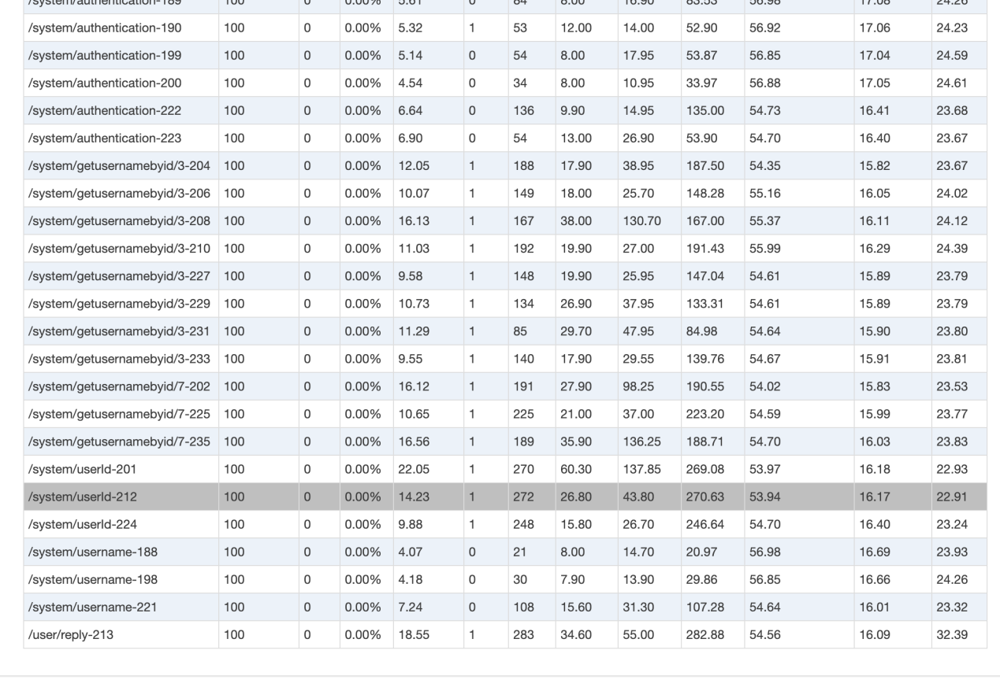 /system/authentication-189 100 0 0.00% 5.61 0 84 8.00 16.90 83.53 56.98 17.08 24.26
/system/authentication-190 100 0 0.00% 5.32 1 53 12.00 14.00 52.90 56.92 17.06 24.23
/system/authentication-199 100 0 0.00% 5.14 0 54 8.00 17.95 53.87 56.85 17.04 24.59
/system/authentication-200 100 0 0.00% 4.54 0 34 8.00 10.95 33.97 56.88 17.05 24.61
/system/authentication-222 100 0 0.00% 6.64 0 136 9.90 14.95 135.00 54.73 16.41 23.68
/system/authentication-223 100 0 0.00% 6.90 0 54 13.00 26.90 53.90 54.70 16.40 23.67
/system/getusernamebyid/3-204 100 0 0.00% 12.05 1 188 17.90 38.95 187.50 54.35 15.82 23.67
/system/getusernamebyid/3-206 100 0 0.00% 10.07 1 149 18.00 25.70 148.28 55.16 16.05 24.02
/system/getusernamebyid/3-208 100 0 0.00% 16.13 1 167 38.00 130.70 167.00 55.37 16.11 24.12
/system/getusernamebyid/3-210 100 0 0.00% 11.03 1 192 19.90 27.00 191.43 55.99 16.29 24.39
/system/getusernamebyid/3-227 100 0 0.00% 9.58 1 148 19.90 25.95 147.04 54.61 15.89 23.79
/system/getusernamebyid/3-229 100 0 0.00% 10.73 1 134 26.90 37.95 133.31 54.61 15.89 23.79
/system/getusernamebyid/3-231 100 0 0.00% 11.29 1 85 29.70 47.95 84.98 54.64 15.90 23.80
/system/getusernamebyid/3-233 100 0 0.00% 9.55 1 140 17.90 29.55 139.76 54.67 15.91 23.81
/system/getusernamebyid/7-202 100 0 0.00% 16.12 1 191 27.90 98.25 190.55 54.02 15.83 23.53
/system/getusernamebyid/7-225 100 0 0.00% 10.65 1 225 21.00 37.00 223.20 54.59 15.99 23.77
/system/getusernamebyid/7-235 100 0 0.00% 16.56 1 189 35.90 136.25 188.71 54.70 16.03 23.83
/system/userId-201 100 0 0.00% 22.05 1 270 60.30 137.85 269.08 53.97 16.18 22.93
/system/userId-212 100 0 0.00% 14.23 1 272 26.80 43.80 270.63 53.94 16.17 22.91
/system/userId-224 100 0 0.00% 9.88 1 248 15.80 26.70 246.64 54.70 16.40 23.24
/system/username-188 100 0 0.00% 4.07 0 21 8.00 14.70 20.97 56.98 16.69 23.93
/system/username-198 100 0 0.00% 4.18 0 30 7.90 13.90 29.86 56.85 16.66 24.26
/system/username-221 100 0 0.00% 7.24 0 108 15.60 31.30 107.28 54.64 16.01 23.32
/user/reply-213 100 0 0.00% 18.55 1 283 34.60 55.00 282.88 54.56 16.09 32.39